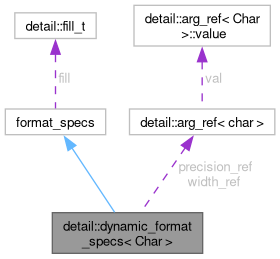 detail::fill_t
detail::arg_ref< Char
>::value
fill
val
format_specs
detail::arg_ref< char >
precision_ref
width_ref
detail::dynamic_format
_specs< Char >